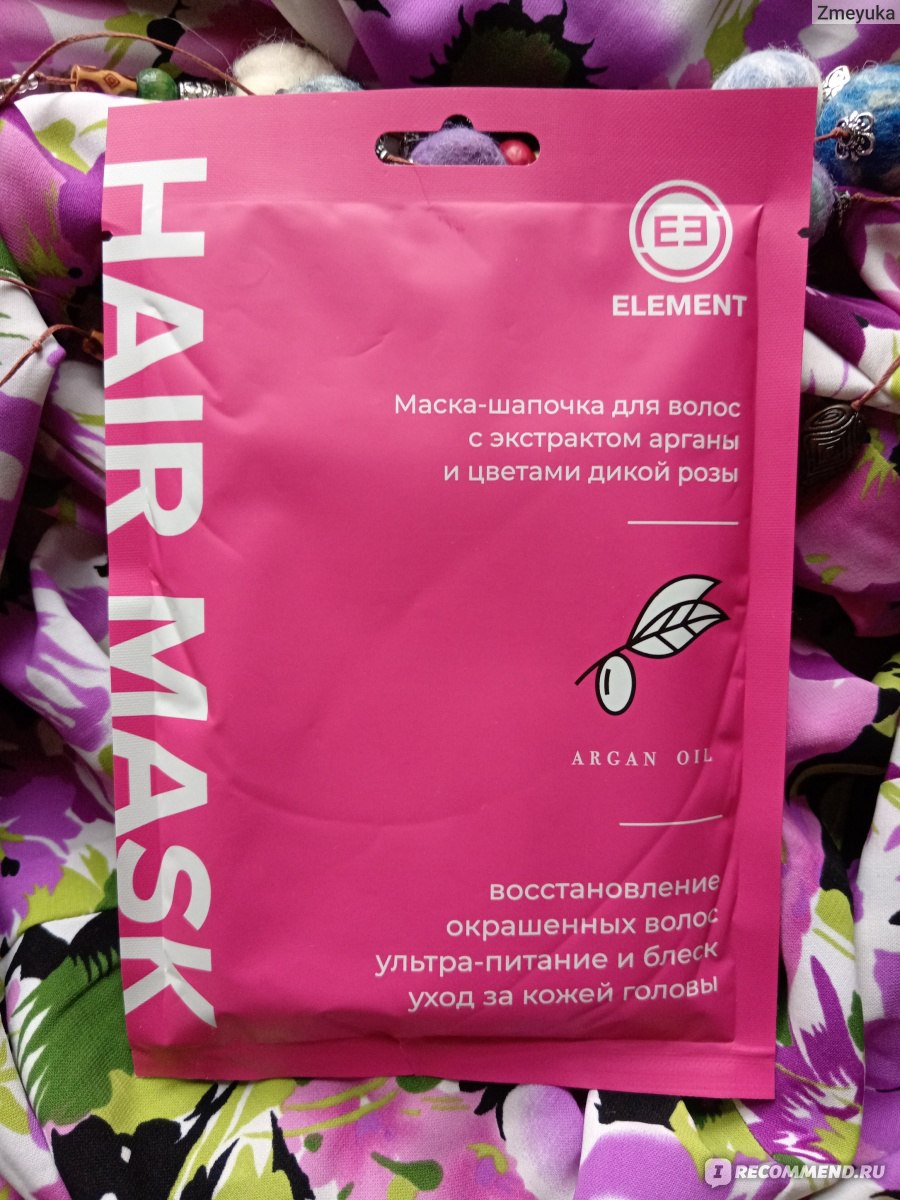 Zmeyuka
HAIR MASK
ELEMENT
Маска-шапочка для волос
с экстрактом арганы
и цветами дикой розы
ARGAN OIL
восстановление
окрашенных волос
ультра-питание и блеск
уход за кожей головы
IRECOMMEND.RU